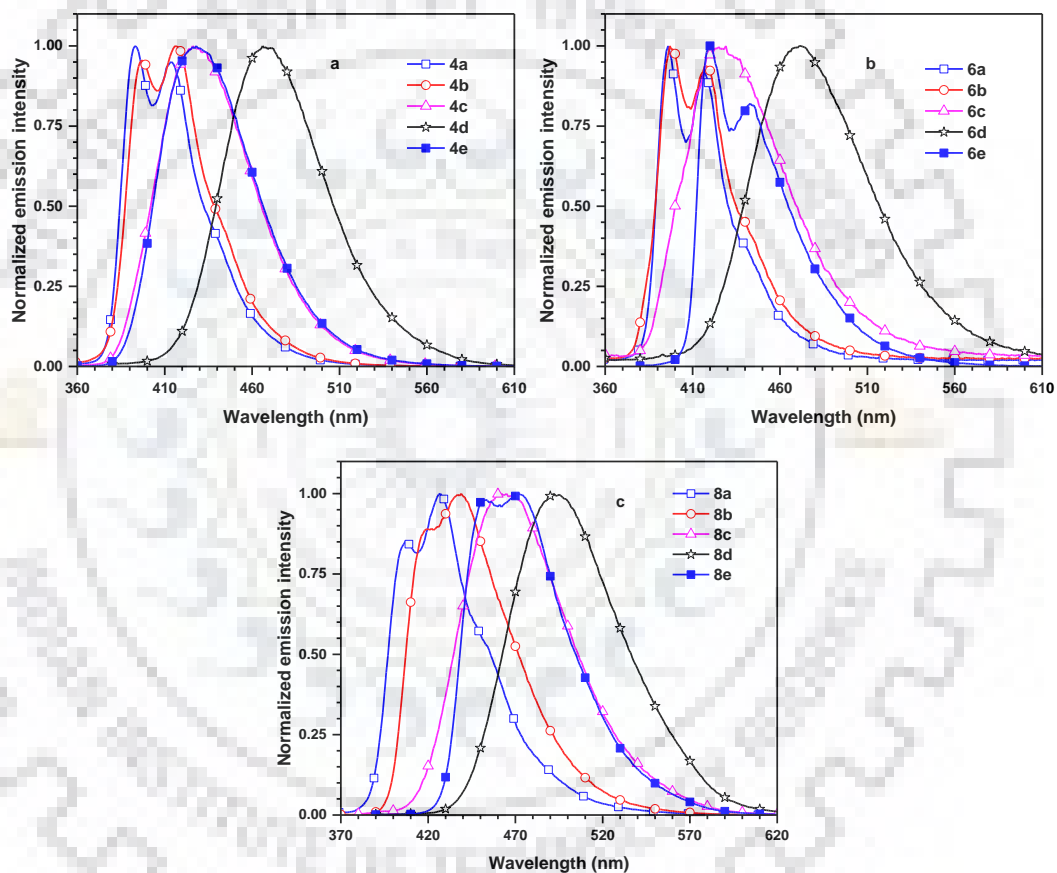 a
4a
4b
4c
4d
4e
1.00
0.75
0.50
0.25
0.00
360
410
460
510
560
610
Normalized emission intensity
Wavelength (nm)
b
6a
6b
6c
6d
6e
1.00
0.75
0.50
0.25
0.00
360
410
460
510
560
610
Normalized emission intensity
Wavelength (nm)
c
8a
8b
8c
8d
8e
1.00
0.75
0.50
0.25
0.00
370
420
470
520
570
620
Normalized emission intensity
Wavelength (nm)